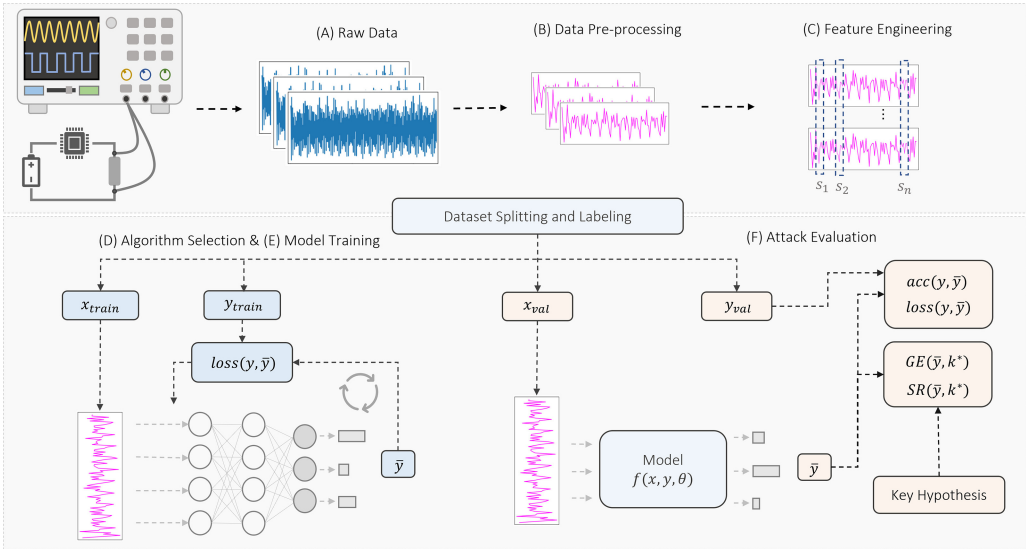 (A) Raw Data
(B) Data Pre-processing
(C) Feature Engineering
⋮
s₁ s₂ sₙ
Dataset Splitting and Labeling
(D) Algorithm Selection & (E) Model Training
(F) Attack Evaluation
x_train
y_train
x_val
y_val
acc(y, ȳ)
loss(y, ȳ)
loss(y, ȳ)
GE(ȳ, k*)
SR(ȳ, k*)
ȳ
Model
f(x, y, θ)
ȳ
Key Hypothesis